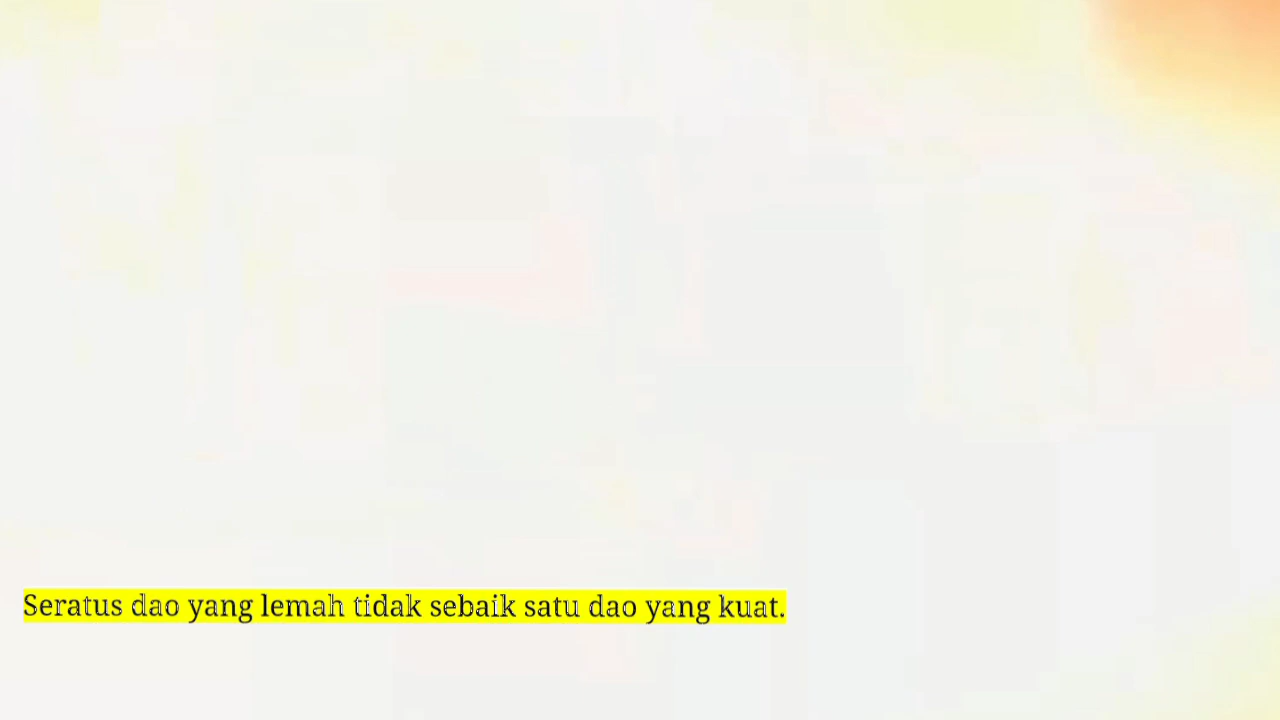 Seratus dao yang lemah tidak sebaik satu dao yang kuat.